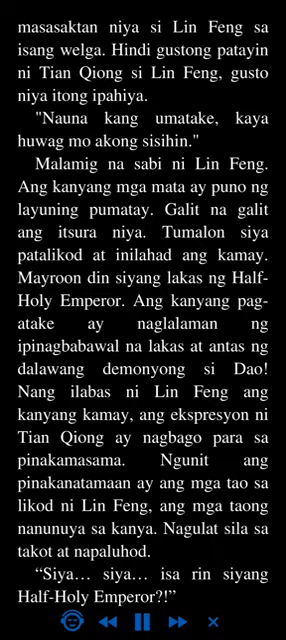 masasaktan niya si Lin Feng sa
isang welga. Hindi gustong patayin
ni Tian Qiong si Lin Feng, gusto
niya itong ipahiya.
"Nauna kang umatake, kaya
huwag mo akong sisihin."
Malamig na sabi ni Lin Feng.
Ang kanyang mga mata ay puno ng
layuning pumatay. Galit na galit
ang itsura niya. Tumalon siya
patalikod at inilahad ang kamay.
Mayroon din siyang lakas ng Half-
Holy Emperor. Ang kanyang pag-
atake ay naglalaman ng
ipinagbabawal na lakas at antas ng
dalawang demonyong si Dao!
Nang ilabas ni Lin Feng ang
kanyang kamay, ang ekspresyon ni
Tian Qiong ay nagbago para sa
pinakamasama. Ngunit ang
pinakanatamaan ay ang mga tao sa
likod ni Lin Feng, ang mga taong
nanunuya sa kanya. Nagulat sila sa
takot at napaluhod.
“Siya… siya… isa rin siyang
Half-Holy Emperor?!”